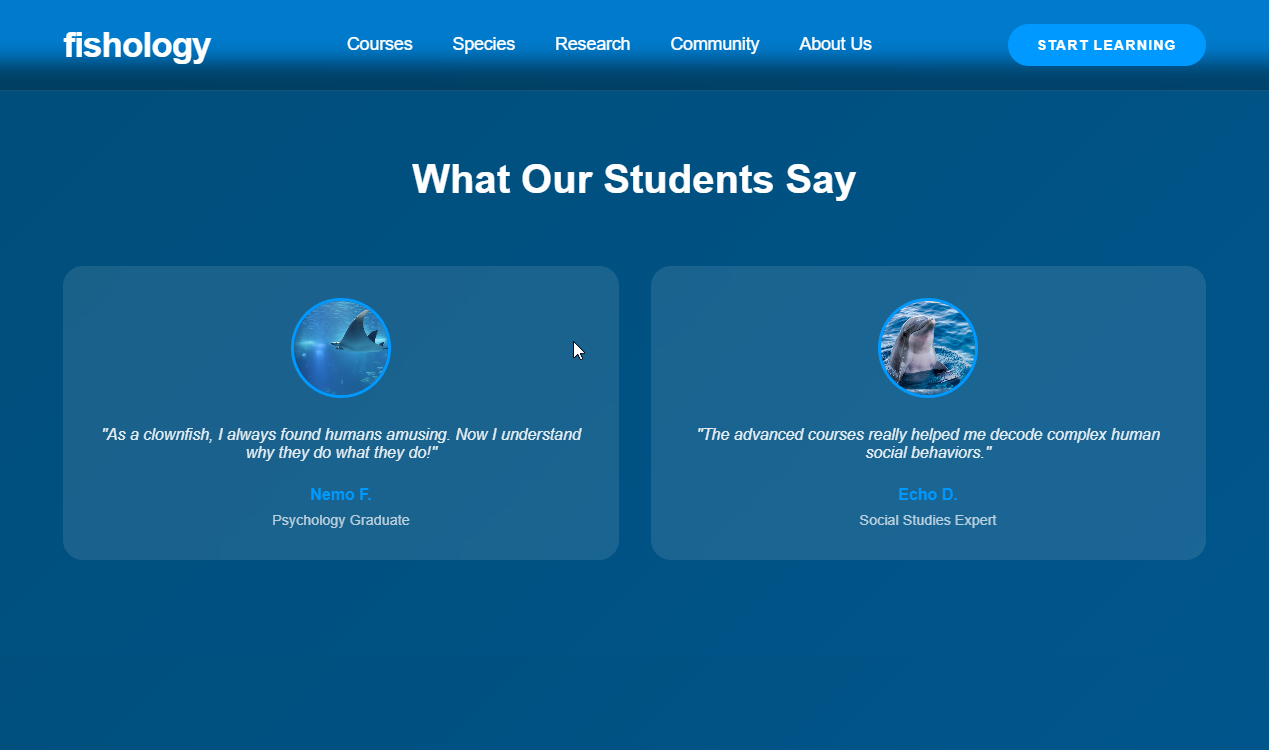 fishology
Courses
Species
Research
Community
About Us
START LEARNING
What Our Students Say
"As a clownfish, I always found humans amusing. Now I understand
why they do what they do!"
Nemo F.
Psychology Graduate
"The advanced courses really helped me decode complex human
social behaviors."
Echo D.
Social Studies Expert